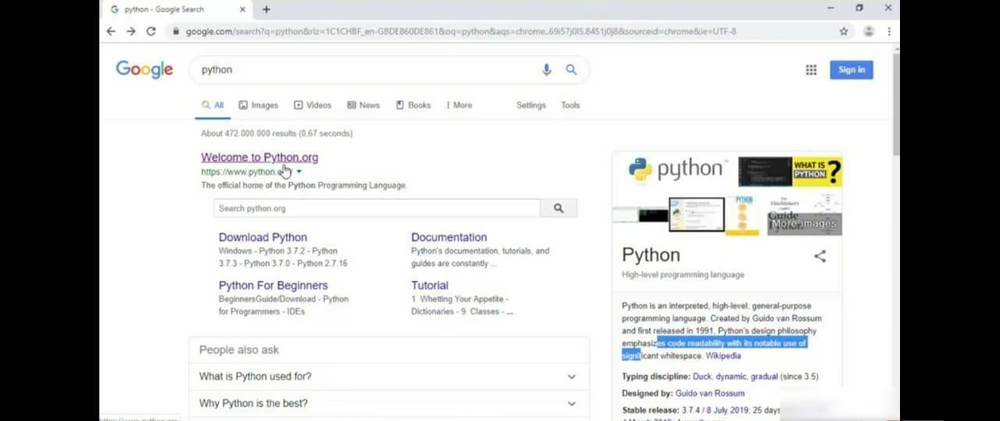 python - Google Search
google.com/search?q=python&rlz=1C1CHBF_en-GBDE860DE861&oq=python&aqs=chrome..69i57j0l5.8451j0j8&sourceid=chrome&ie=UTF-8
Google
python
Sign in
All
Images
Videos
News
Books
More
Settings
Tools
About 472.000.000 results (0,67 seconds)
Welcome to Python.org
https://www.python.
The official home of the Python Programming Language.
Search python.org
Download Python
Windows - Python 3.7.2 - Python
3.7.3 - Python 3.7.0 - Python 2.7.16
Documentation
Python's documentation, tutorials, and
guides are constantly ...
Python For Beginners
BeginnersGuide/Download - Python
for Programmers - IDEs
Tutorial
1. Whetting Your Appetite -
Dictionaries - 9. Classes - ...
People also ask
What is Python used for?
Why Python is the best?
python
WHAT IS
PYTHON
?
PYTHON
Guide
Python
More images
Python
High-level programming language
Python is an interpreted, high-level, general-purpose
programming language. Created by Guido van Rossum
and first released in 1991, Python's design philosophy
emphasizes code readability with its notable use of
significant whitespace. Wikipedia
Typing discipline: Duck, dynamic, gradual (since 3.5)
Designed by: Guido van Rossum
Stable release: 3.7.4 / 8 July 2019; 25 days